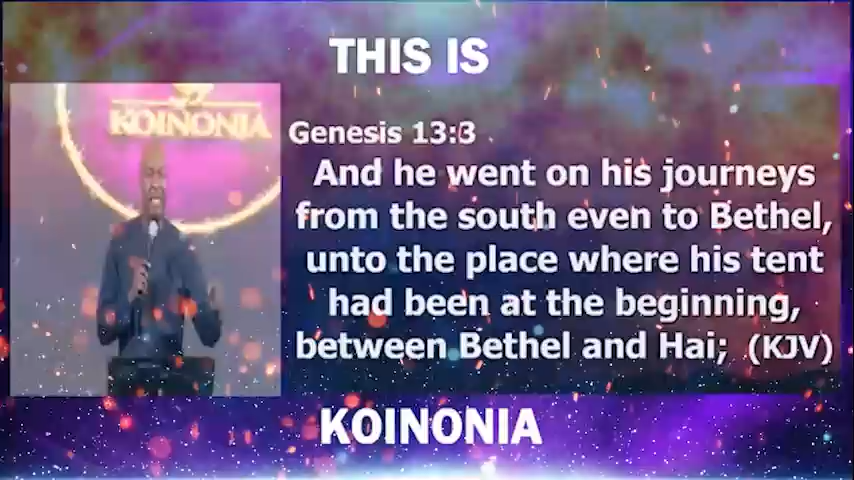 THIS IS
KOINONIA
Genesis 13:3
And he went on his journeys
from the south even to Bethel,
unto the place where his tent
had been at the beginning,
between Bethel and Hai; (KJV)
KOINONIA